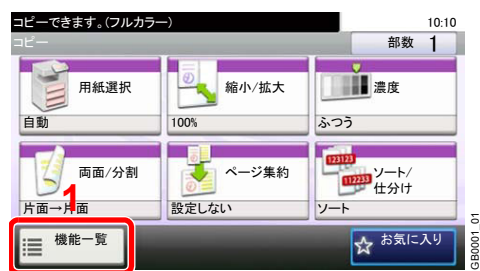 コピーできます。(フルカラー)
10:10
コピー
部数 1
用紙選択
自動
縮小/拡大
100%
濃度
ふつう
両面/分割
片面→片面
1
ページ集約
設定しない
123123
112233
ソート/
仕分け
ソート
機能一覧
お気に入り
GB0001_01